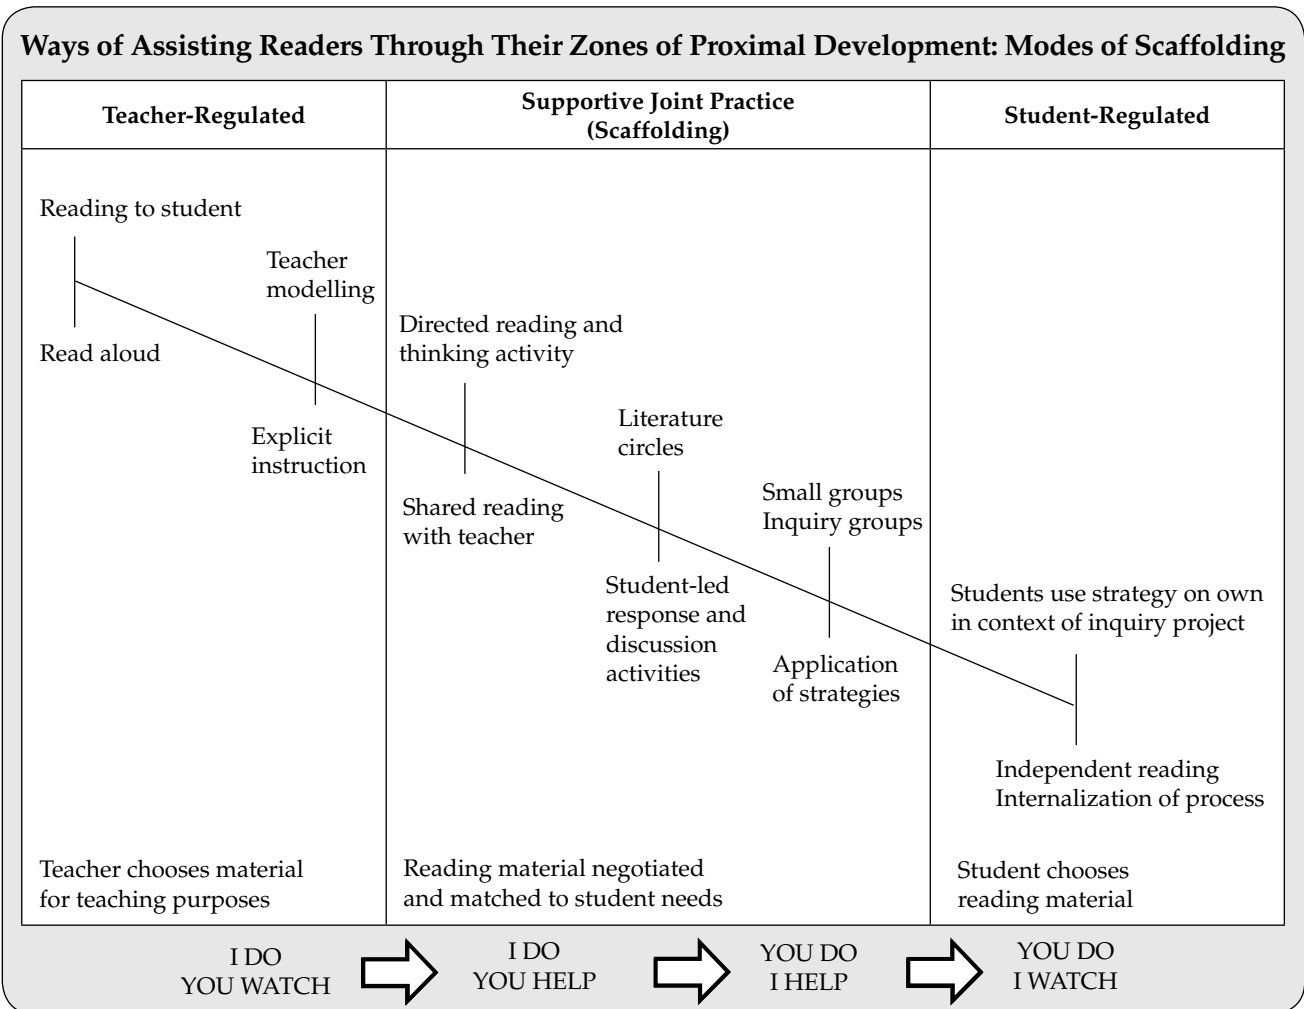 Ways of Assisting Readers Through Their Zones of Proximal Development: Modes of Scaffolding
Teacher-Regulated
Supportive Joint Practice
(Scaffolding)
Student-Regulated
Reading to student
Read aloud
Teacher
modelling
Explicit
instruction
Directed reading and
thinking activity
Shared reading
with teacher
Literature
circles
Student-led
response and
discussion
activities
Small groups
Inquiry groups
Application
of strategies
Students use strategy on own
in context of inquiry project
Independent reading
Internalization of process
Teacher chooses material
for teaching purposes
Reading material negotiated
and matched to student needs
Student chooses
reading material
I DO
YOU WATCH
I DO
YOU HELP
YOU DO
I HELP
YOU DO
I WATCH